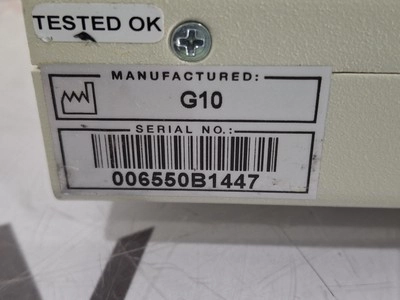 TESTED OK
MANUFACTURED:
G10
SERIAL NO.:
006550B1447